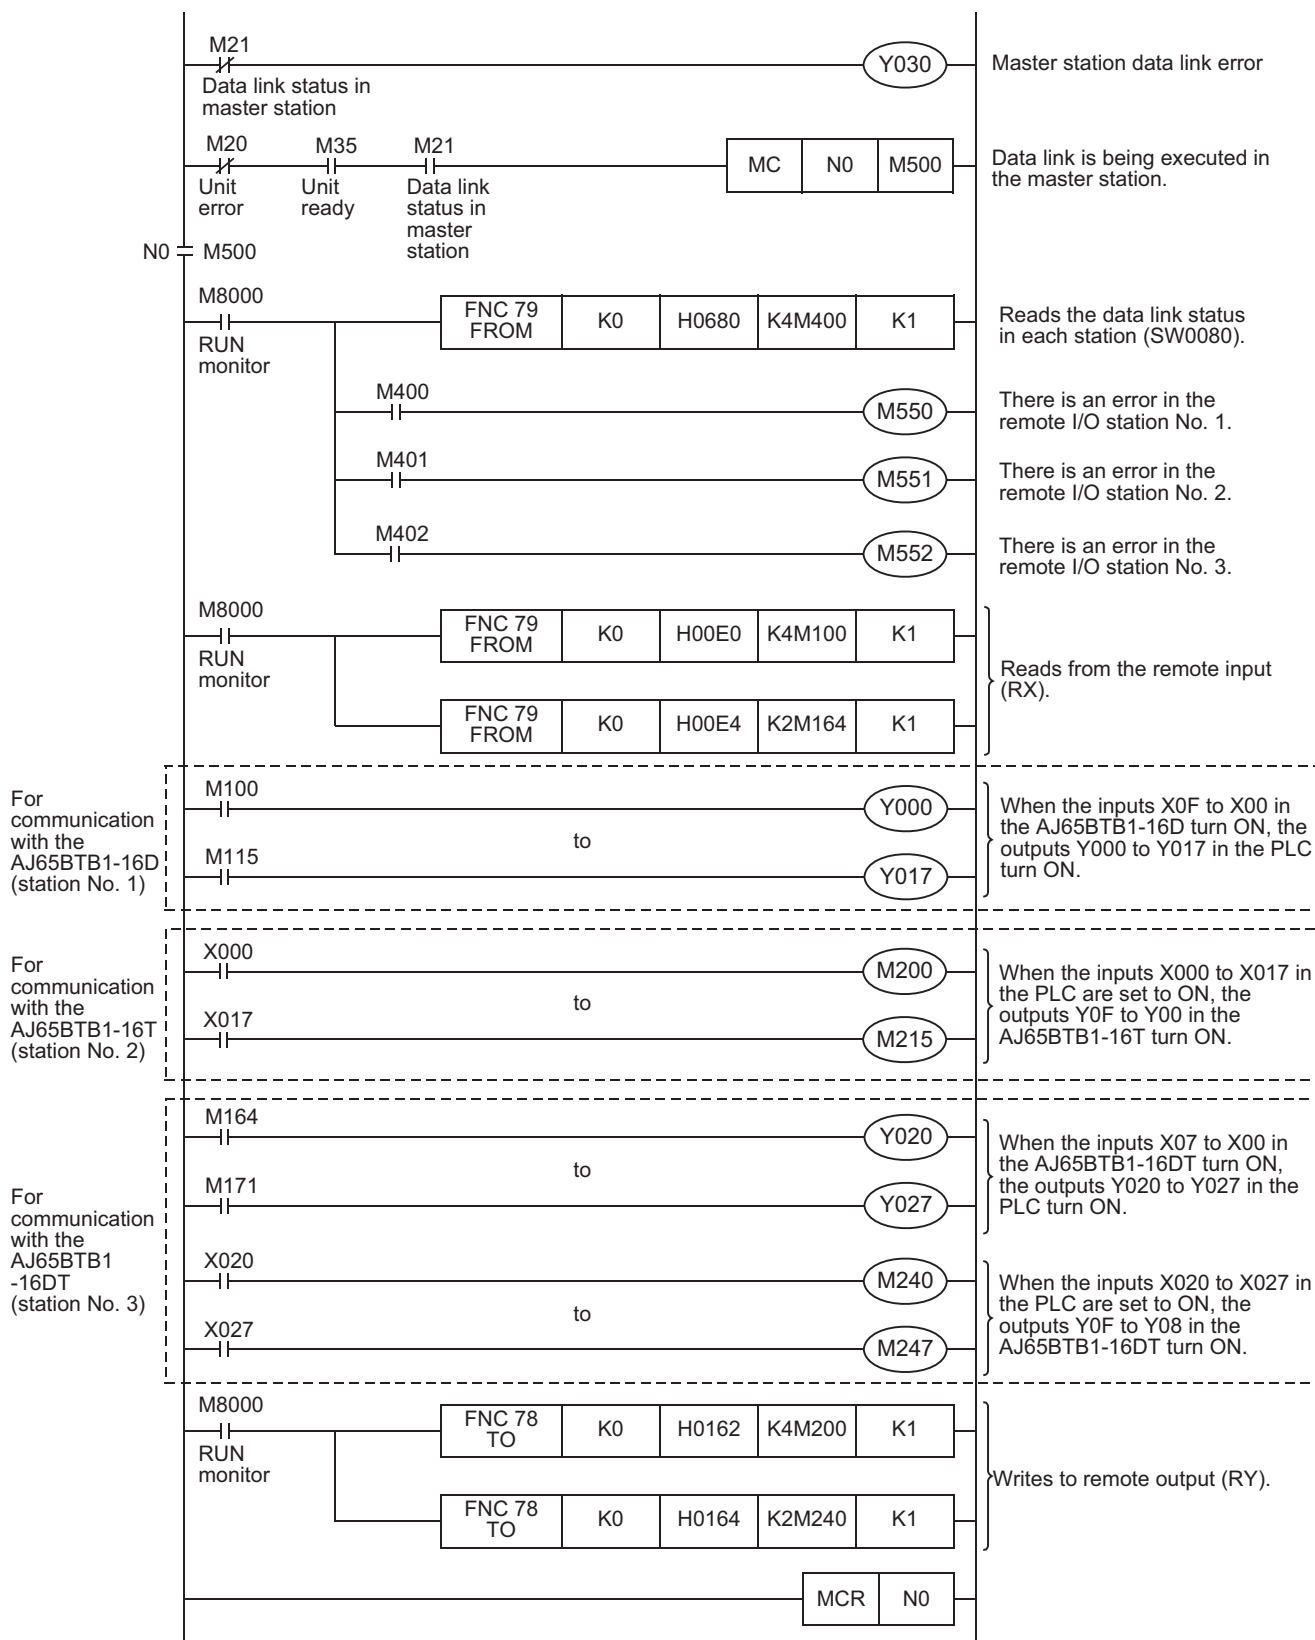 M21
Y030
Master station data link error
Data link status in
master station
M20
M35
M21
MC
N0
M500
Data link is being executed in
the master station.
Unit
error
Unit
ready
Data link
status in
master
station
N0
M500
M8000
RUN
monitor
FNC 79
FROM
K0
H0680
K4M400
K1
Reads the data link status
in each station (SW0080).
M400
M550
There is an error in the
remote I/O station No. 1.
M401
M551
There is an error in the
remote I/O station No. 2.
M402
M552
There is an error in the
remote I/O station No. 3.
M8000
RUN
monitor
FNC 79
FROM
K0
H00E0
K4M100
K1
FNC 79
FROM
K0
H00E4
K2M164
K1
Reads from the remote input
(RX).
For
communication
with the
AJ65BTB1-16D
(station No. 1)
M100
Y000
to
M115
Y017
When the inputs X0F to X00 in
the AJ65BTB1-16D turn ON, the
outputs Y000 to Y017 in the PLC
turn ON.
For
communication
with the
AJ65BTB1-16T
(station No. 2)
X000
M200
to
X017
M215
When the inputs X000 to X017 in
the PLC are set to ON, the
outputs Y0F to Y00 in the
AJ65BTB1-16T turn ON.
For
communication
with the
AJ65BTB1
-16DT
(station No. 3)
M164
Y020
to
M171
Y027
When the inputs X07 to X00 in
the AJ65BTB1-16DT turn ON,
the outputs Y020 to Y027 in the
PLC turn ON.
X020
M240
to
X027
M247
When the inputs X020 to X027 in
the PLC are set to ON, the
outputs Y0F to Y08 in the
AJ65BTB1-16DT turn ON.
M8000
RUN
monitor
FNC 78
TO
K0
H0162
K4M200
K1
FNC 78
TO
K0
H0164
K2M240
K1
Writes to remote output (RY).
MCR
N0